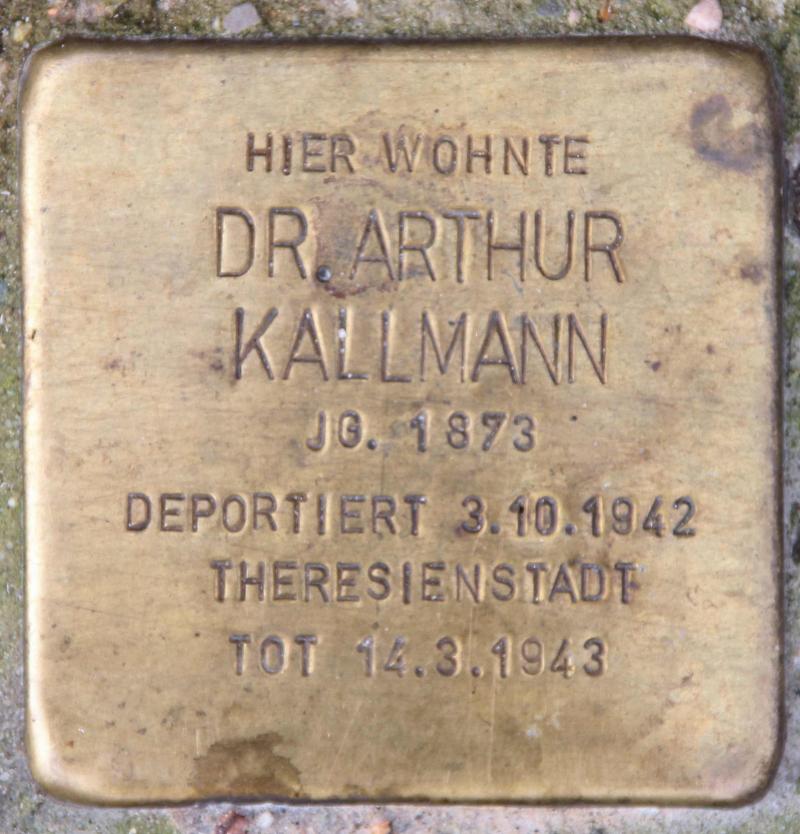 HIER WOHNTE
DR. ARTHUR
KALLMANN
JG. 1873
DEPORTIERT 3.10.1942
THERESIENSTADT
TOT 14.3.1943